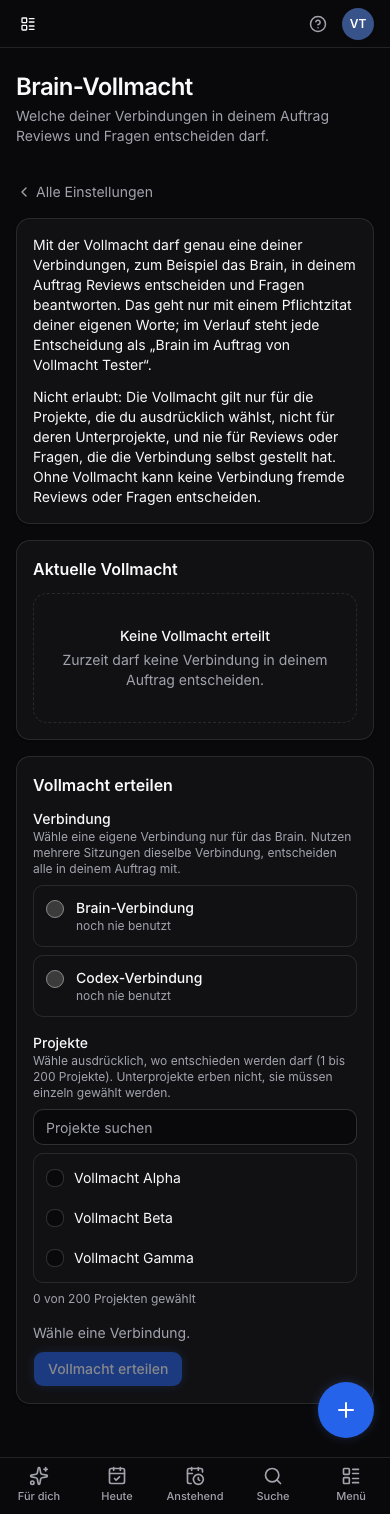 VT
Brain-Vollmacht
Welche deiner Verbindungen in deinem Auftrag
Reviews und Fragen entscheiden darf.
Alle Einstellungen
Mit der Vollmacht darf genau eine deiner
Verbindungen, zum Beispiel das Brain, in deinem
Auftrag Reviews entscheiden und Fragen
beantworten. Das geht nur mit einem Pflichtzitat
deiner eigenen Worte; im Verlauf steht jede
Entscheidung als „Brain im Auftrag von
Vollmacht Tester“.
Nicht erlaubt: Die Vollmacht gilt nur für die
Projekte, die du ausdrücklich wählst, nicht für
deren Unterprojekte, und nie für Reviews oder
Fragen, die die Verbindung selbst gestellt hat.
Ohne Vollmacht kann keine Verbindung fremde
Reviews oder Fragen entscheiden.
Aktuelle Vollmacht
Keine Vollmacht erteilt
Zurzeit darf keine Verbindung in deinem
Auftrag entscheiden.
Vollmacht erteilen
Verbindung
Wähle eine eigene Verbindung nur für das Brain. Nutzen
mehrere Sitzungen dieselbe Verbindung, entscheiden
alle in deinem Auftrag mit.
Brain-Verbindung
noch nie benutzt
Codex-Verbindung
noch nie benutzt
Projekte
Wähle ausdrücklich, wo entschieden werden darf (1 bis
200 Projekte). Unterprojekte erben nicht, sie müssen
einzeln gewählt werden.
Projekte suchen
Vollmacht Alpha
Vollmacht Beta
Vollmacht Gamma
0 von 200 Projekten gewählt
Wähle eine Verbindung.
Vollmacht erteilen
Für dich
Heute
Anstehend
Suche
Menü